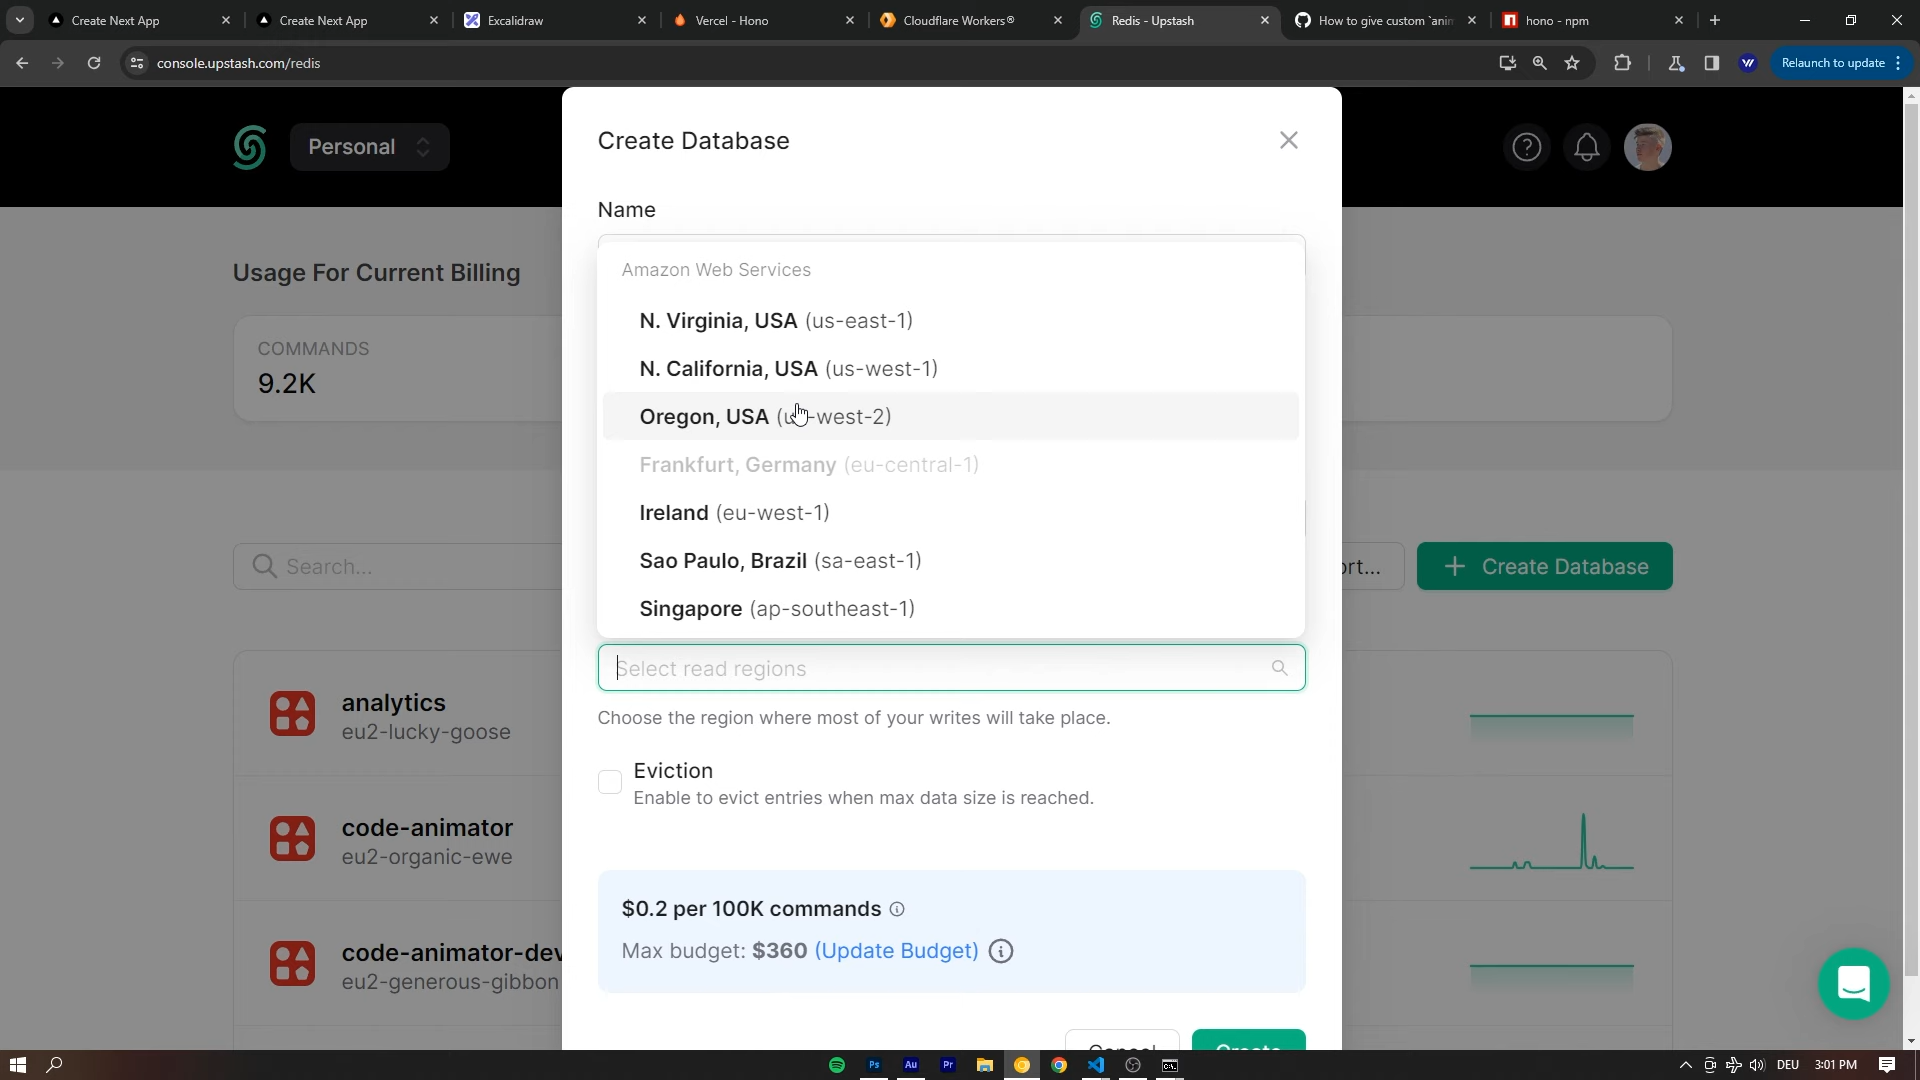 Create Next App
Create Next App
Excalidraw
Vercel - Hono
Cloudflare Workers®
Redis - Upstash
How to give custom `anim
hono - npm
console.upstash.com/redis
Relaunch to update
Personal
Create Database
Name
Usage For Current Billing
COMMANDS
9.2K
Amazon Web Services
N. Virginia, USA (us-east-1)
N. California, USA (us-west-1)
Oregon, USA (us-west-2)
Frankfurt, Germany (eu-central-1)
Ireland (eu-west-1)
Sao Paulo, Brazil (sa-east-1)
Singapore (ap-southeast-1)
Search...
ort...
Create Database
Select read regions
Choose the region where most of your writes will take place.
Eviction
Enable to evict entries when max data size is reached.
analytics
eu2-lucky-goose
code-animator
eu2-organic-ewe
code-animator-dev
eu2-generous-gibbon
$0.2 per 100K commands
Max budget: $360 (Update Budget)
Cancel
Create
Ps
Au
Pr
DEU
3:01 PM